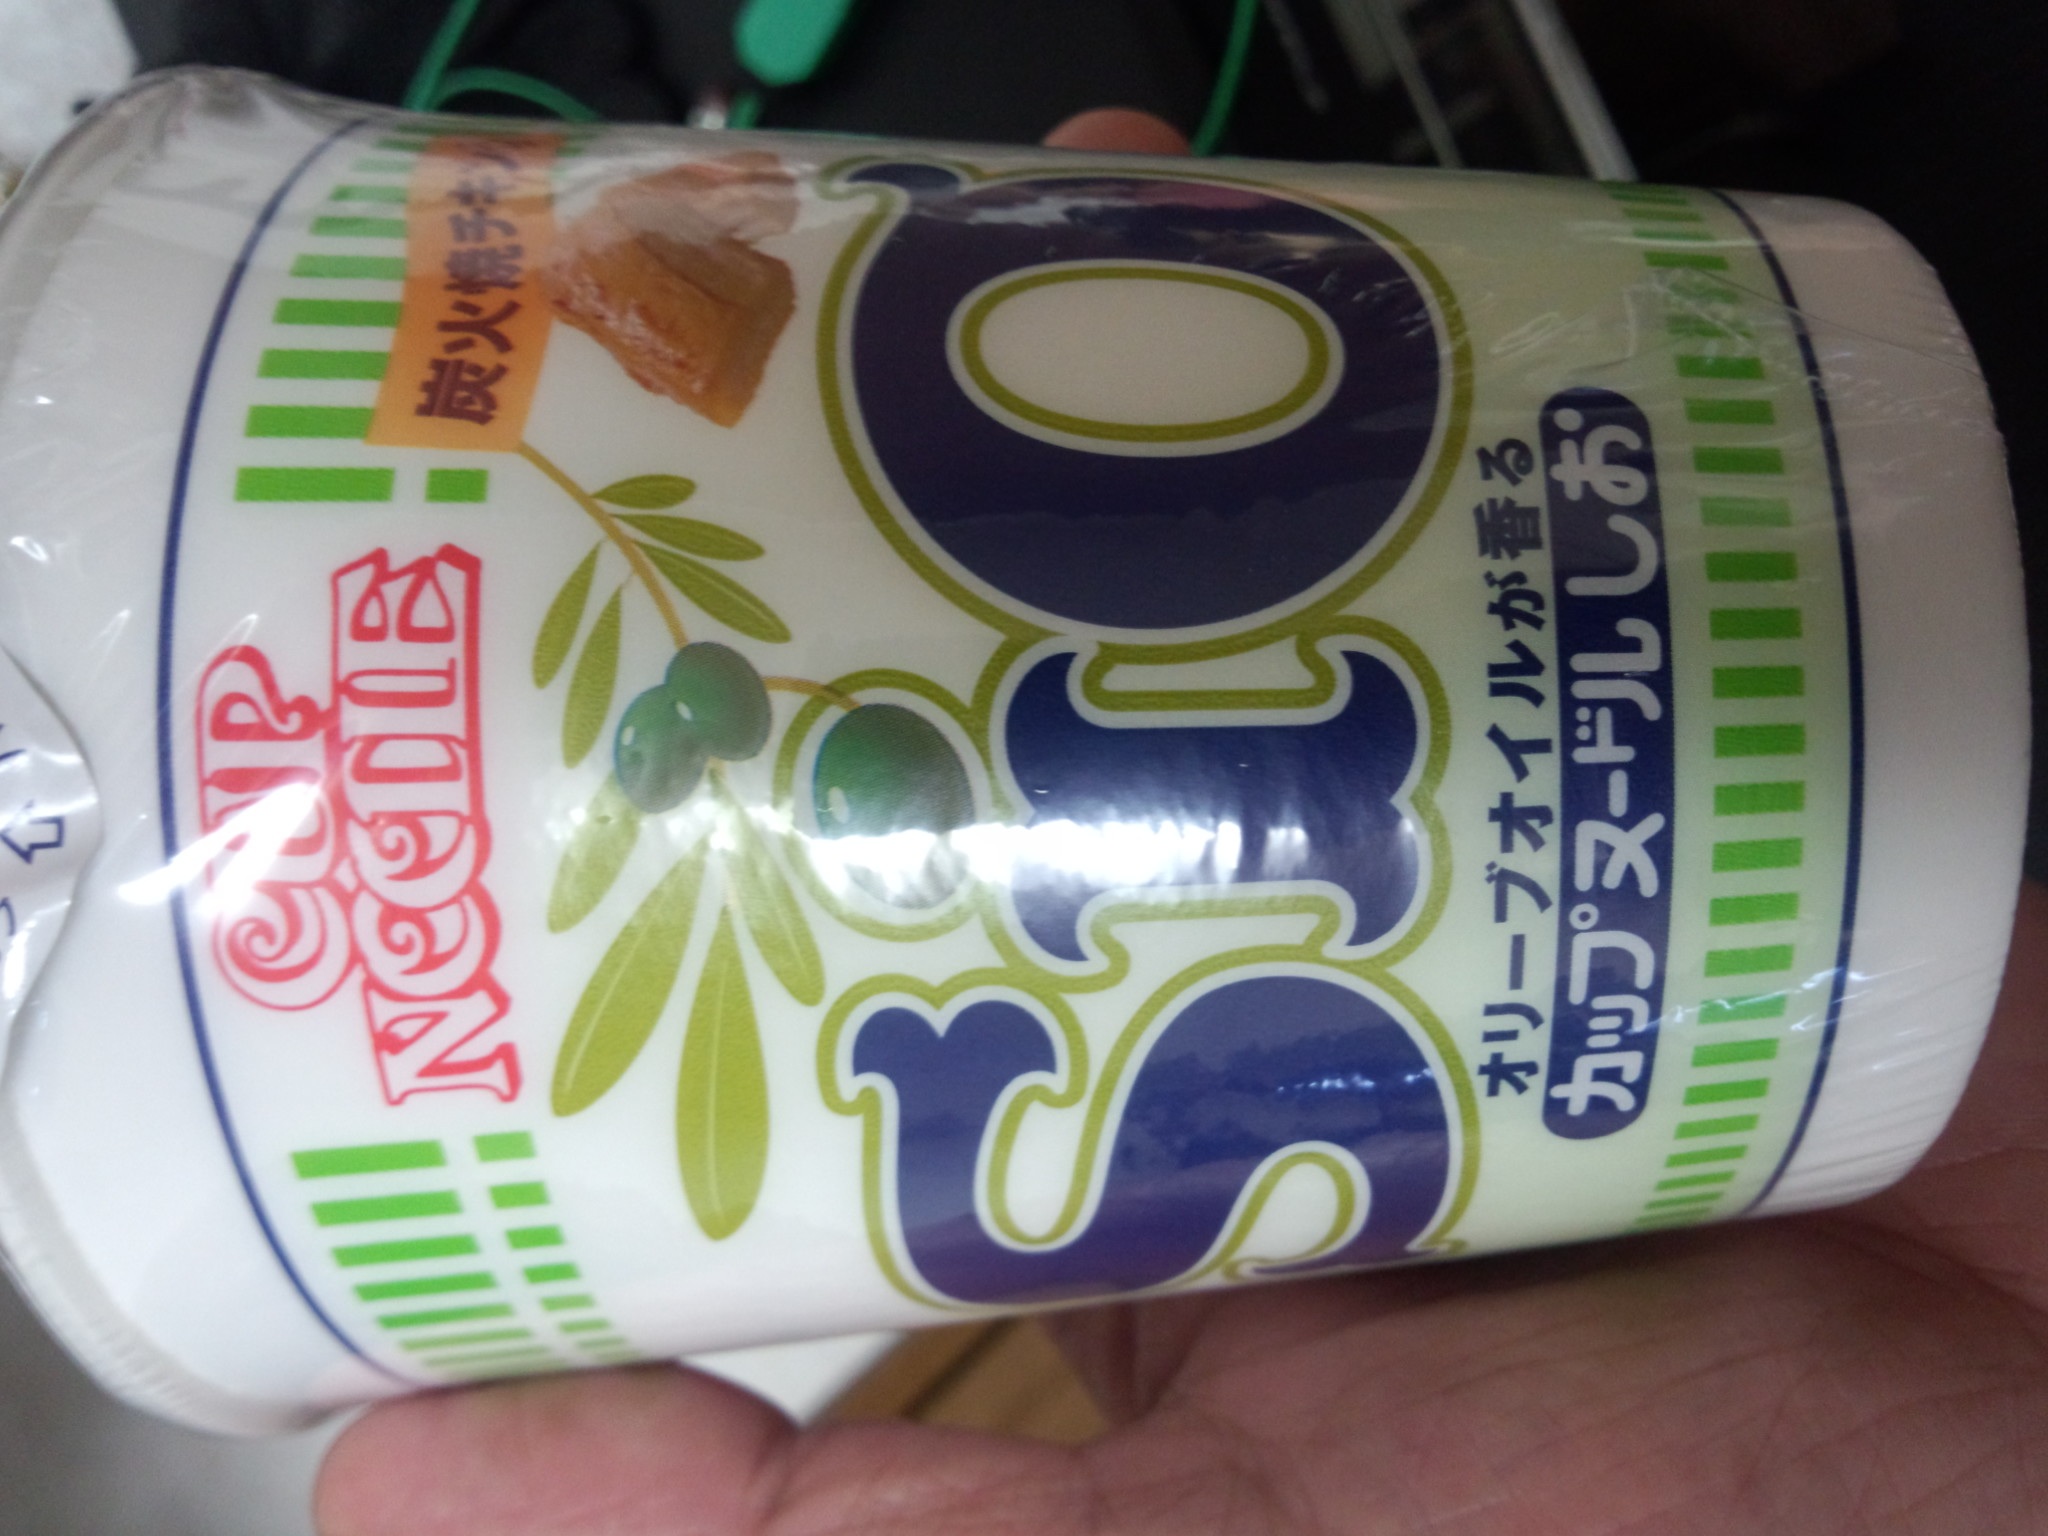 CUP
NOODLE
炭火焼チキン
SiO
オリーブオイルが香る
カップヌードル しお